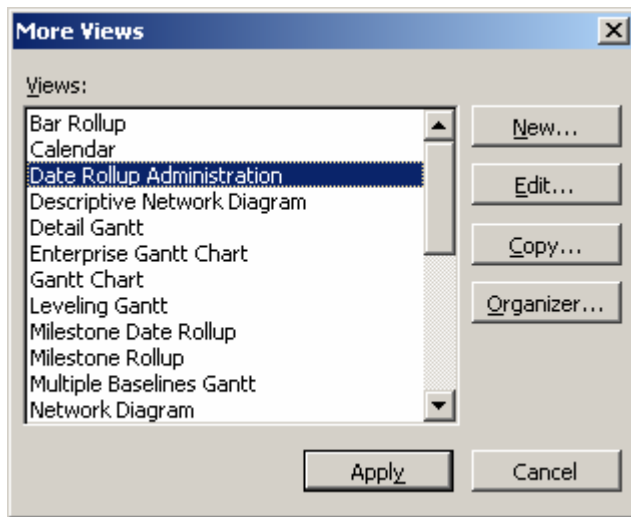 More Views
Views:
Bar Rollup
Calendar
Date Rollup Administration
Descriptive Network Diagram
Detail Gantt
Enterprise Gantt Chart
Gantt Chart
Leveling Gantt
Milestone Date Rollup
Milestone Rollup
Multiple Baselines Gantt
Network Diagram
New...
Edit...
Copy...
Organizer...
Apply
Cancel